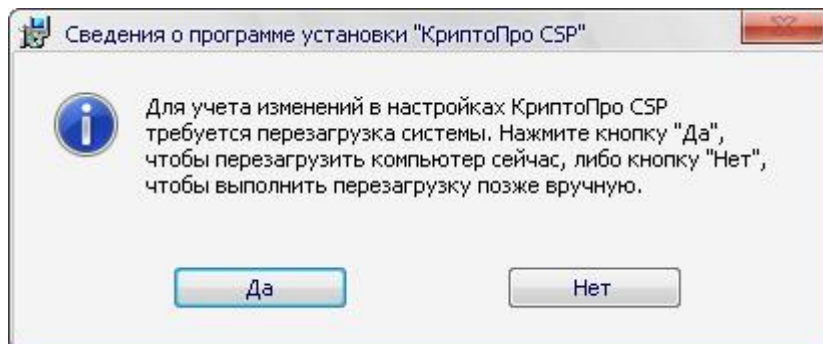 Сведения о программе установки "КриптоПро CSP"
Для учета изменений в настройках КриптоПро CSP
требуется перезагрузка системы. Нажмите кнопку "Да",
чтобы перезагрузить компьютер сейчас, либо кнопку "Нет",
чтобы выполнить перезагрузку позже вручную.
Да
Нет